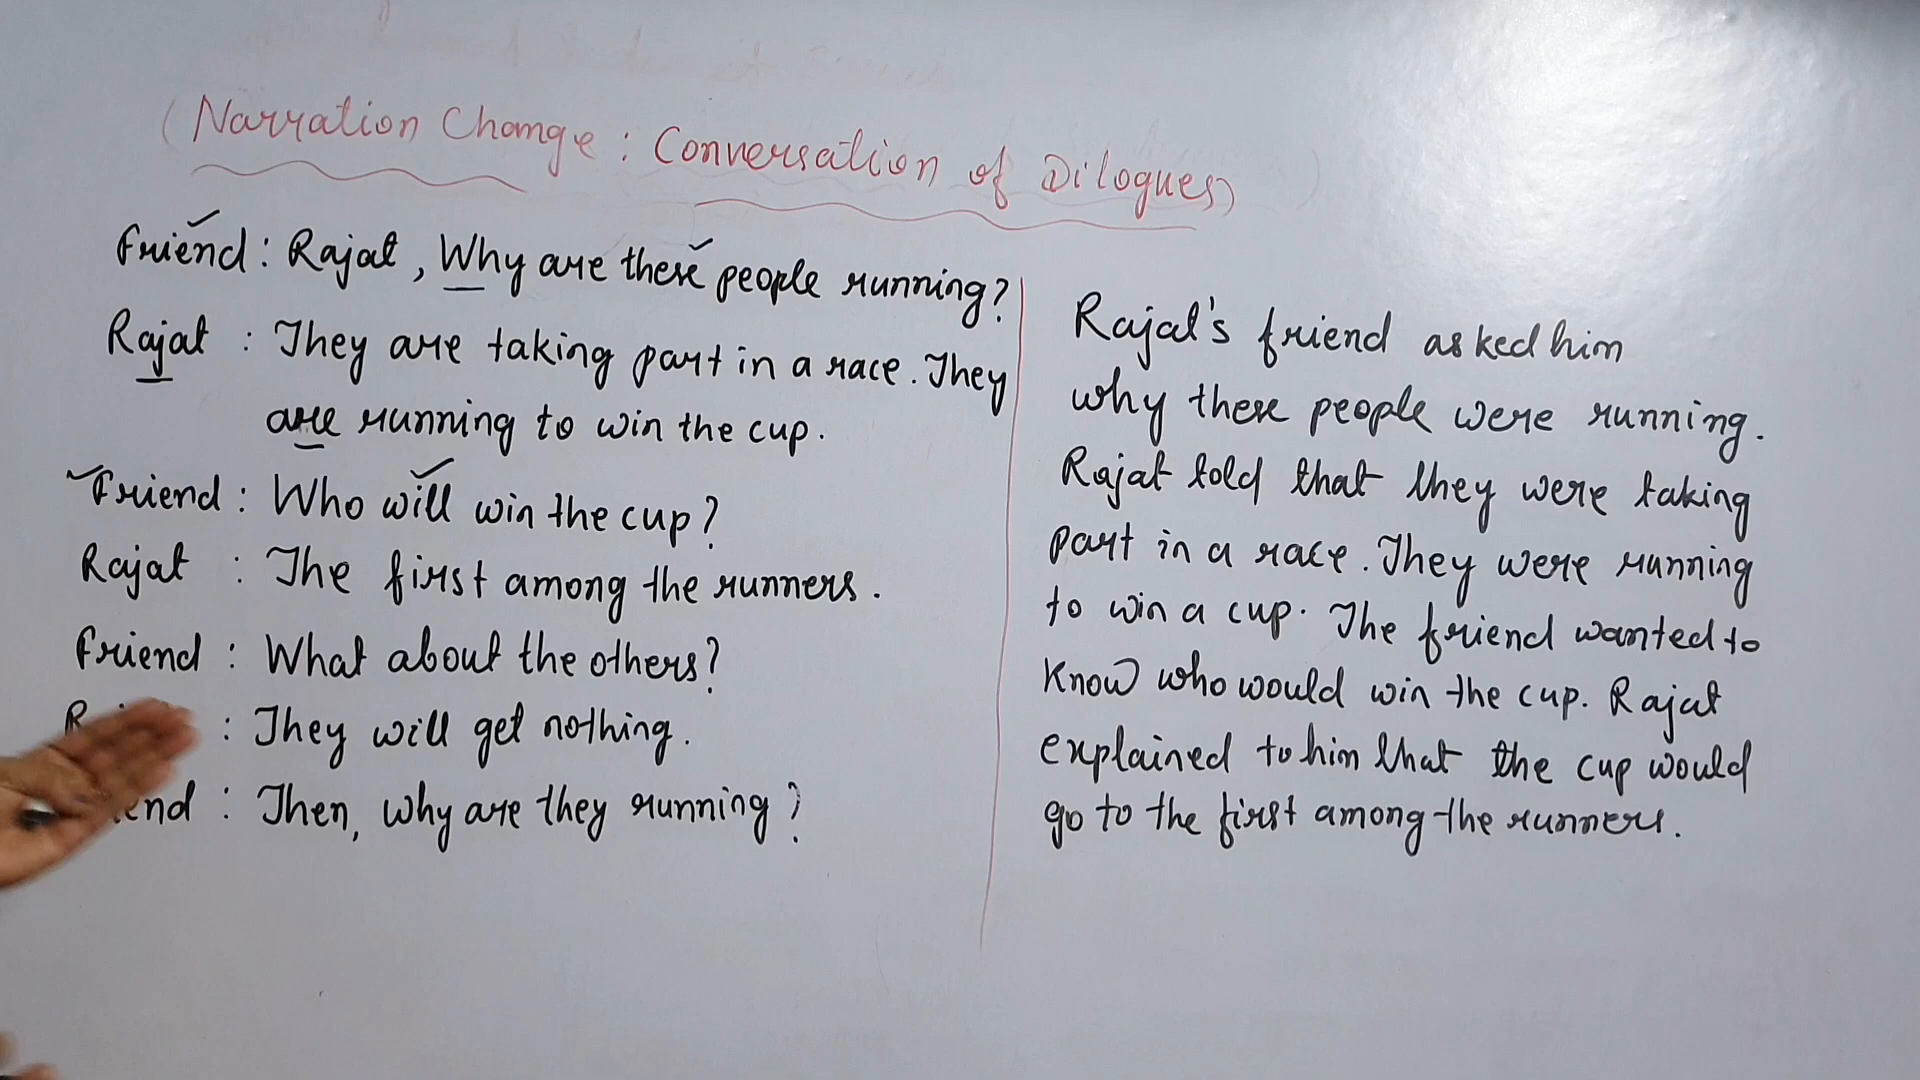 (Narration Change : Conversation of Dilogues)
Friend : Rajat, Why are these people running?
Rajat : They are taking part in a race. They
are running to win the cup.
Friend : Who will win the cup?
Rajat : The first among the runners.
Friend : What about the others?
: They will get nothing.
end : Then, why are they running?
Rajat's friend asked him
why these people were running.
Rajat told that they were taking
part in a race. They were running
to win a cup. The friend wanted to
know who would win the cup. Rajat
explained to him that the cup would
go to the first among the runners.